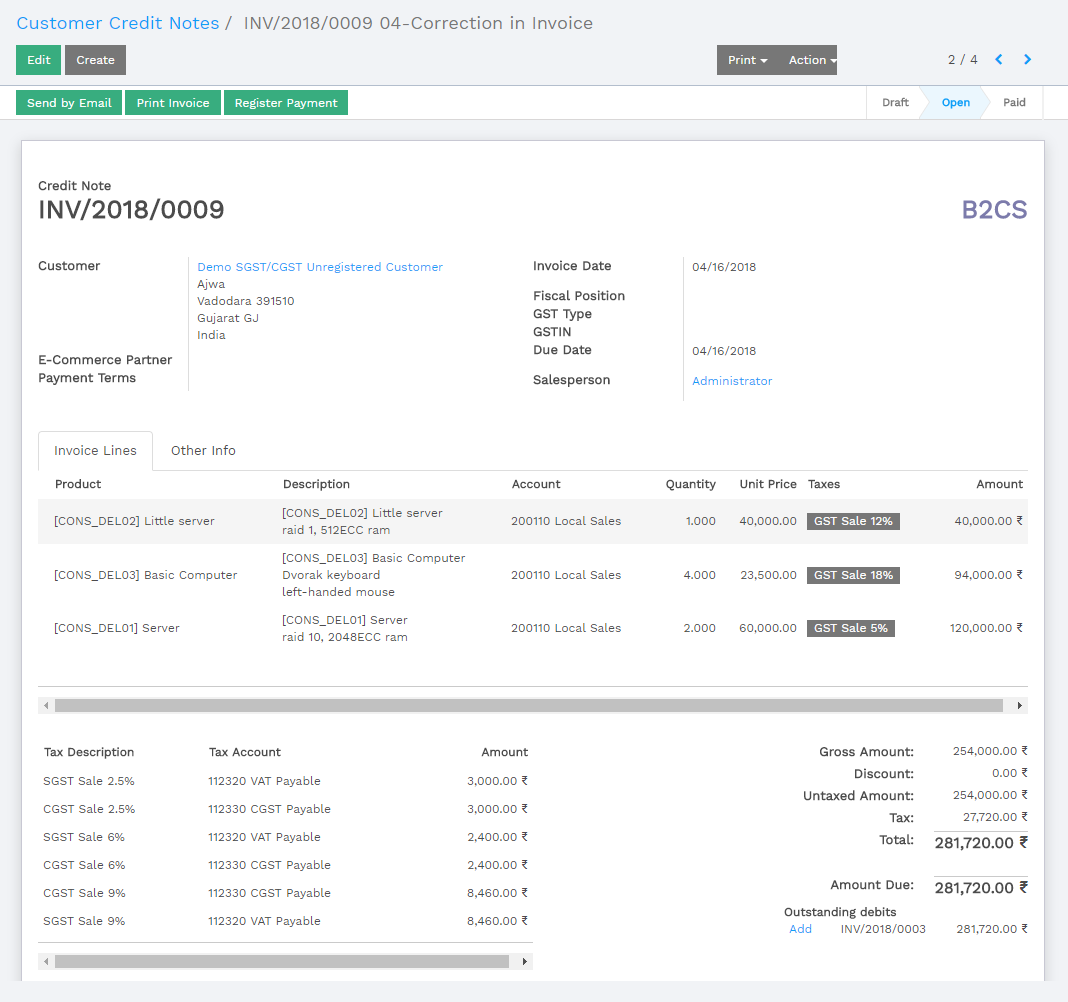 Customer Credit Notes / INV/2018/0009 04-Correction in Invoice
Edit Create Print Action 2 / 4
Send by Email Print Invoice Register Payment Draft Open Paid
Credit Note
INV/2018/0009 B2CS
Customer Demo SGST/CGST Unregistered Customer Invoice Date 04/16/2018
Ajwa
Vadodara 391510 Fiscal Position
Gujarat GJ GST Type
India GSTIN
E-Commerce Partner Due Date 04/16/2018
Payment Terms Salesperson Administrator
Invoice Lines Other Info
Product Description Account Quantity Unit Price Taxes Amount
[CONS_DEL02] Little server
[CONS_DEL02] Little server 200110 Local Sales 1.000 40,000.00 GST Sale 12% 40,000.00 ₹
raid 1, 512ECC ram
[CONS_DEL03] Basic Computer
[CONS_DEL03] Basic Computer Dvorak keyboard 200110 Local Sales 4.000 23,500.00 GST Sale 18% 94,000.00 ₹
left-handed mouse
[CONS_DEL01] Server
[CONS_DEL01] Server 200110 Local Sales 2.000 60,000.00 GST Sale 5% 120,000.00 ₹
raid 10, 2048ECC ram
Tax Description Tax Account Amount
SGST Sale 2.5% 112320 VAT Payable 3,000.00 ₹
CGST Sale 2.5% 112330 CGST Payable 3,000.00 ₹
SGST Sale 6% 112320 VAT Payable 2,400.00 ₹
CGST Sale 6% 112330 CGST Payable 2,400.00 ₹
CGST Sale 9% 112330 CGST Payable 8,460.00 ₹
SGST Sale 9% 112320 VAT Payable 8,460.00 ₹
Gross Amount: 254,000.00 ₹
Discount: 0.00 ₹
Untaxed Amount: 254,000.00 ₹
Tax: 27,720.00 ₹
Total: 281,720.00 ₹
Amount Due: 281,720.00 ₹
Outstanding debits
Add INV/2018/0003 281,720.00 ₹